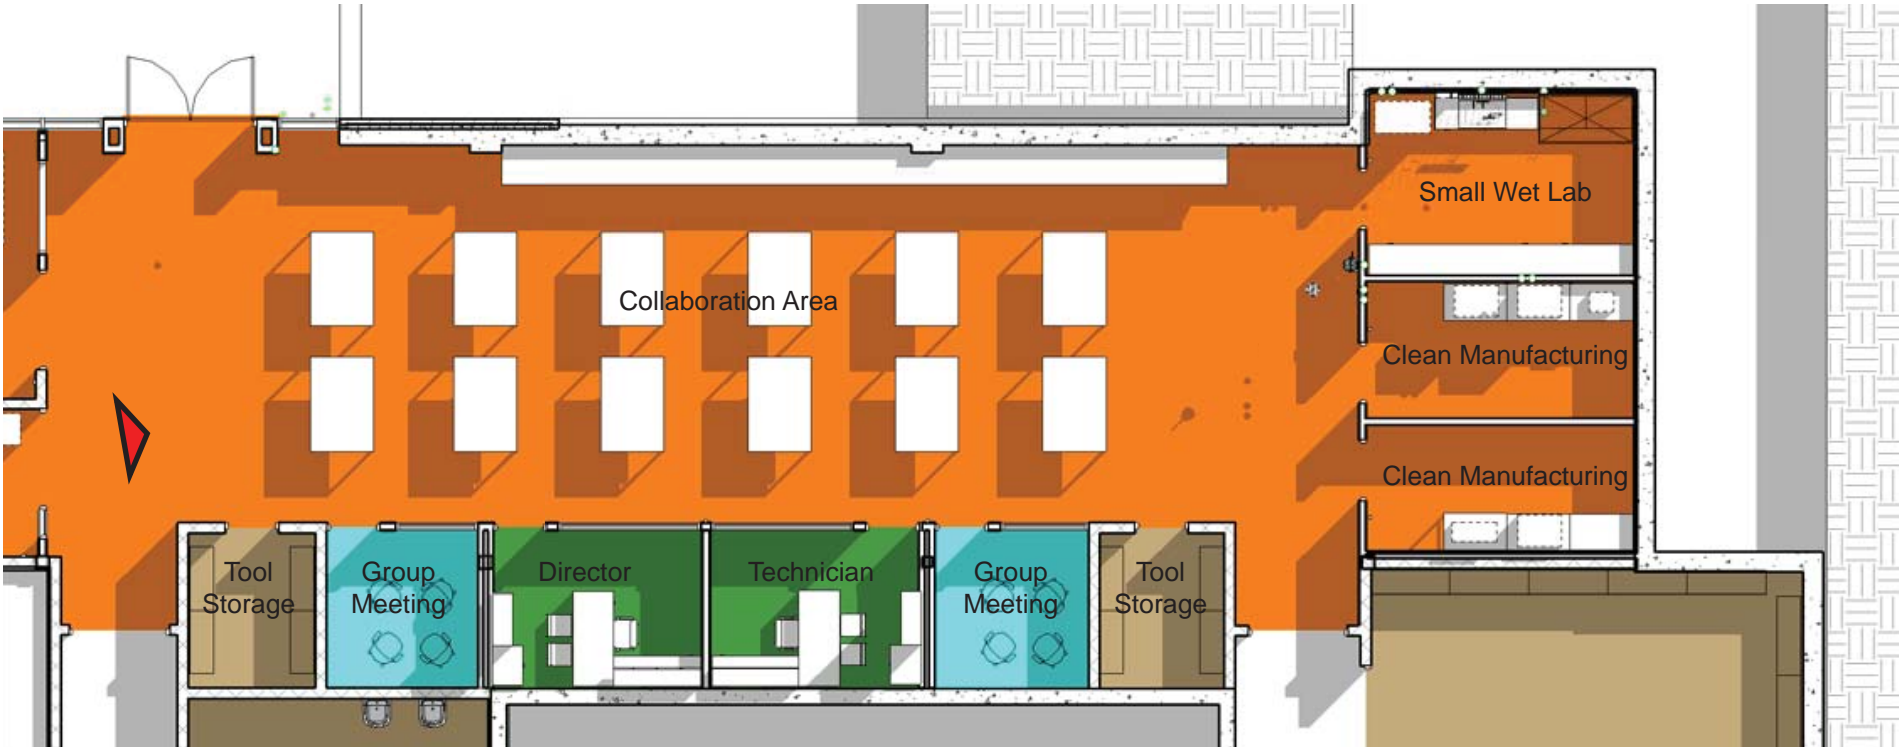 Small Wet Lab
Collaboration Area
Clean Manufacturing
Clean Manufacturing
Tool
Storage
Group
Meeting
Director
Technician
Group
Meeting
Tool
Storage